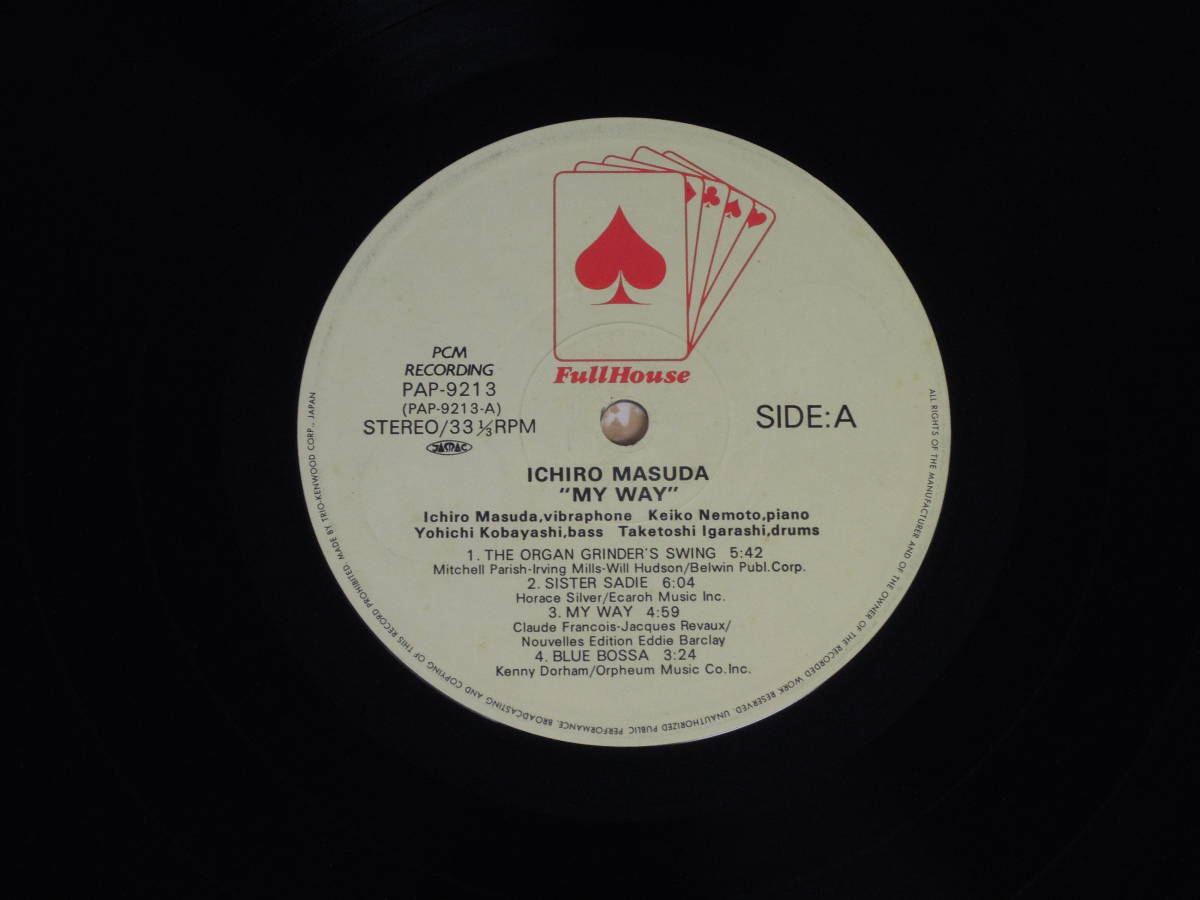 FullHouse
PCM
RECORDING
PAP-9213
(PAP-9213-A)
STEREO/33 1/3 RPM
JASRAC
SIDE:A
ICHIRO MASUDA
"MY WAY"
Ichiro Masuda,vibraphone Keiko Nemoto,piano
Yohichi Kobayashi,bass Taketoshi Igarashi,drums
1. THE ORGAN GRINDER'S SWING 5:42
Mitchell Parish-Irving Mills-Will Hudson/Belwin Publ.Corp.
2. SISTER SADIE 6:04
Horace Silver/Ecaroh Music Inc.
3. MY WAY 4:59
Claude Francois-Jacques Revaux/
Nouvelles Edition Eddie Barclay
4. BLUE BOSSA 3:24
Kenny Dorham/Orpheum Music Co.Inc.
ALL RIGHTS OF THE MANUFACTURER AND OF THE OWNER OF THE RECORDED WORK RESERVED. UNAUTHORIZED PUBLIC PERFORMANCE, BROADCASTING AND COPYING OF THIS RECORD PROHIBITED. MADE BY TRIO-KENWOOD CORP., JAPAN